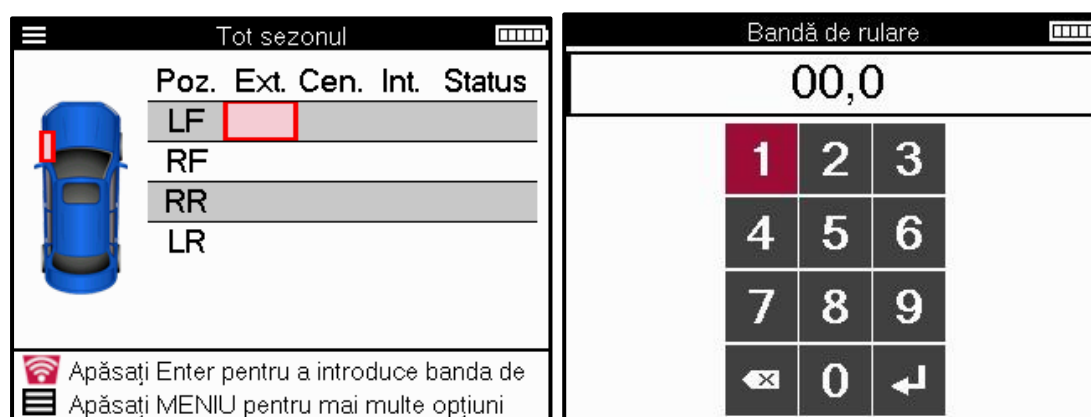 Tot sezonul
Poz. Ext. Cen. Int. Status
LF
RF
RR
LR
Apăsați Enter pentru a introduce banda de
Apăsați MENIU pentru mai multe opțiuni
Bandă de rulare
00,0
1 2 3
4 5 6
7 8 9
0